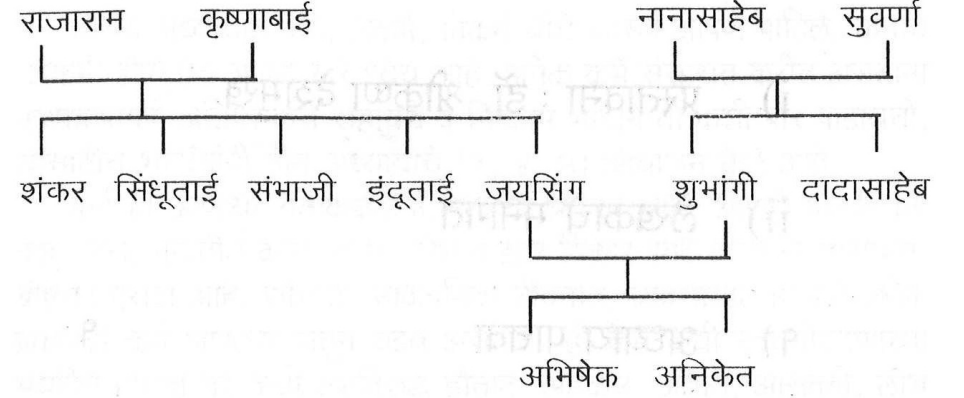 राजाराम कृष्णाबाई नानासाहेब सुवर्णा
शंकर सिंधूताई संभाजी इंदूताई जयसिंग शुभांगी दादासाहेब
अभिषेक अनिकेत